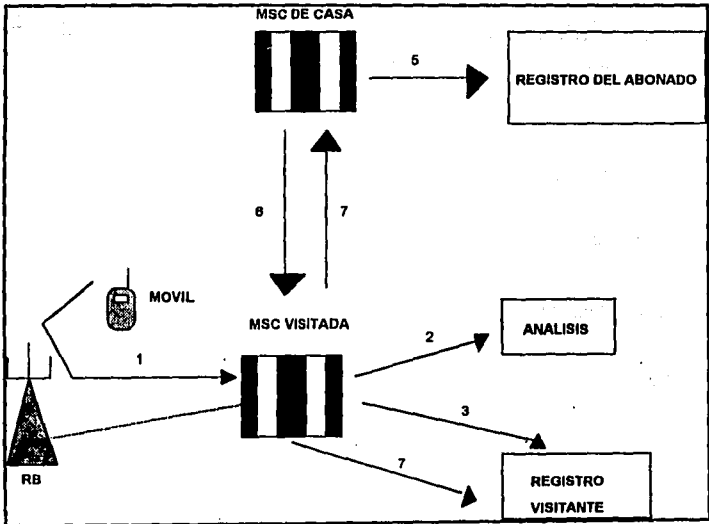 MSC DE CASA
5
REGISTRO DEL ABONADO
6
7
MOVIL
MSC VISITADA
1
2
ANALISIS
3
RB
7
REGISTRO
VISITANTE